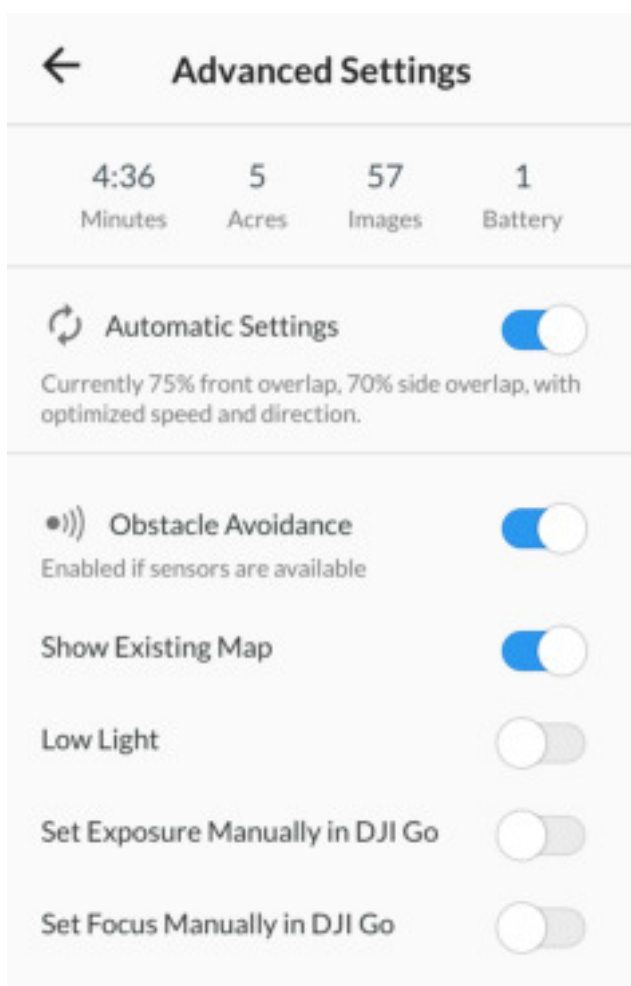 Advanced Settings
4:36 5 57 1
Minutes Acres Images Battery
Automatic Settings
Currently 75% front overlap, 70% side overlap, with
optimized speed and direction.
Obstacle Avoidance
Enabled if sensors are available
Show Existing Map
Low Light
Set Exposure Manually in DJI Go
Set Focus Manually in DJI Go